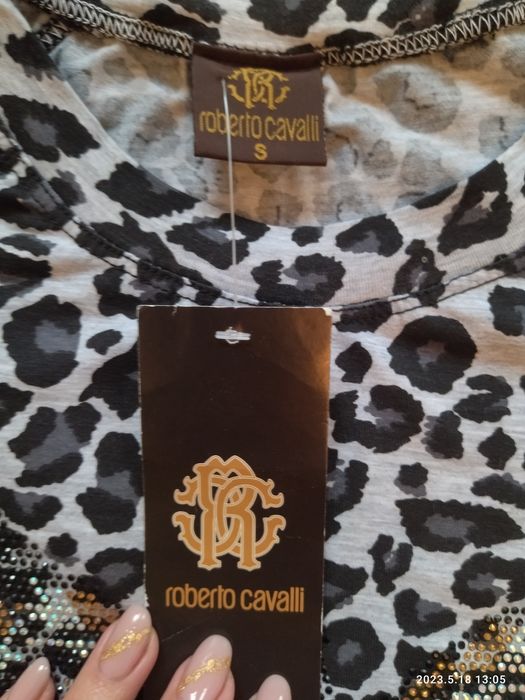 roberto cavalli
S
roberto cavalli
2023.5.18 13:05